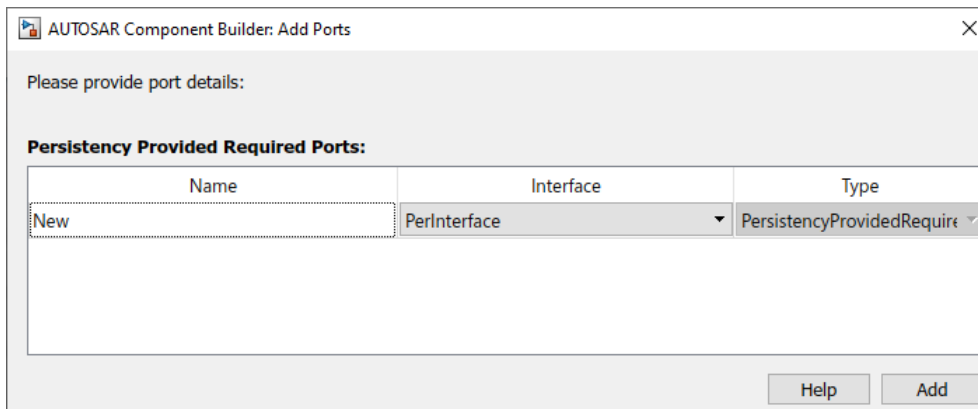 AUTOSAR Component Builder: Add Ports
Please provide port details:
Persistency Provided Required Ports:
Name Interface Type
New PerInterface PersistencyProvidedRequire
Help Add